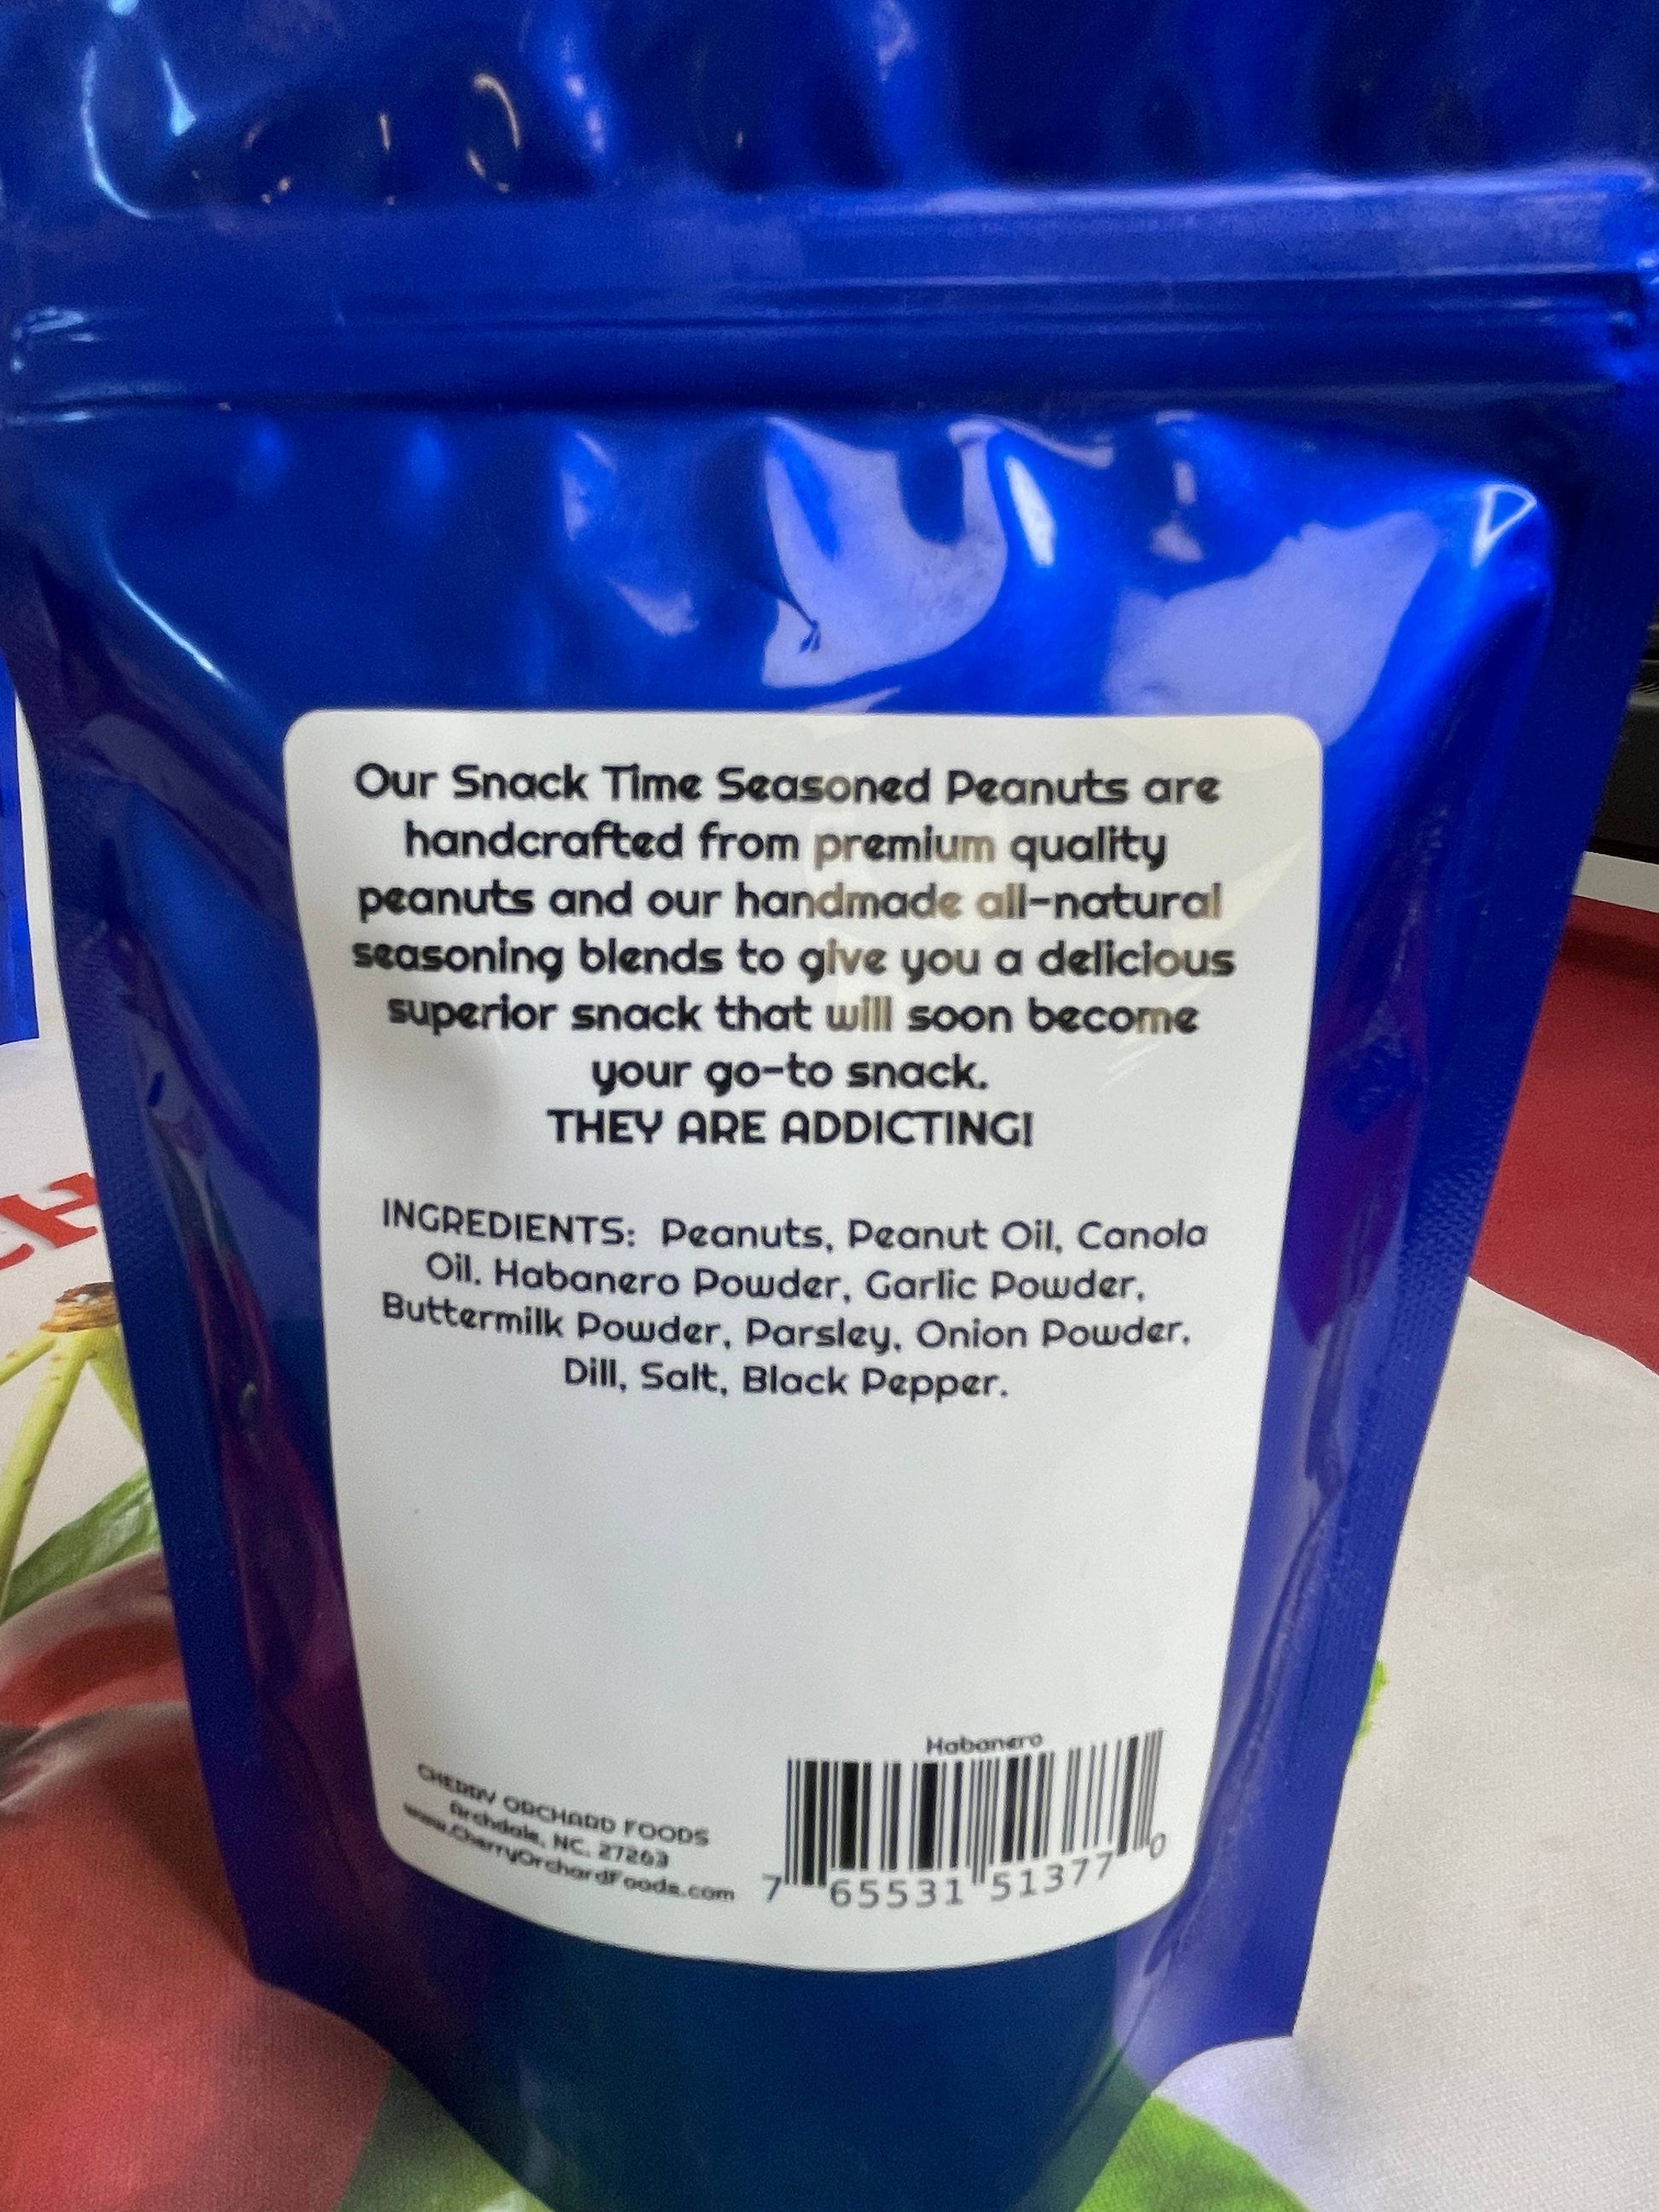 Our Snack Time Seasoned Peanuts are
handcrafted from premium quality
peanuts and our handmade all-natural
seasoning blends to give you a delicious
superior snack that will soon become
your go-to snack.
THEY ARE ADDICTING!
INGREDIENTS: Peanuts, Peanut Oil, Canola
Oil, Habanero Powder, Garlic Powder,
Buttermilk Powder, Parsley, Onion Powder,
Dill, Salt, Black Pepper.
CHERRY ORCHARD FOODS
Archdale, NC, 27263
www.CherryOrchardFoods.com
Habanero
7 65531 51377 0